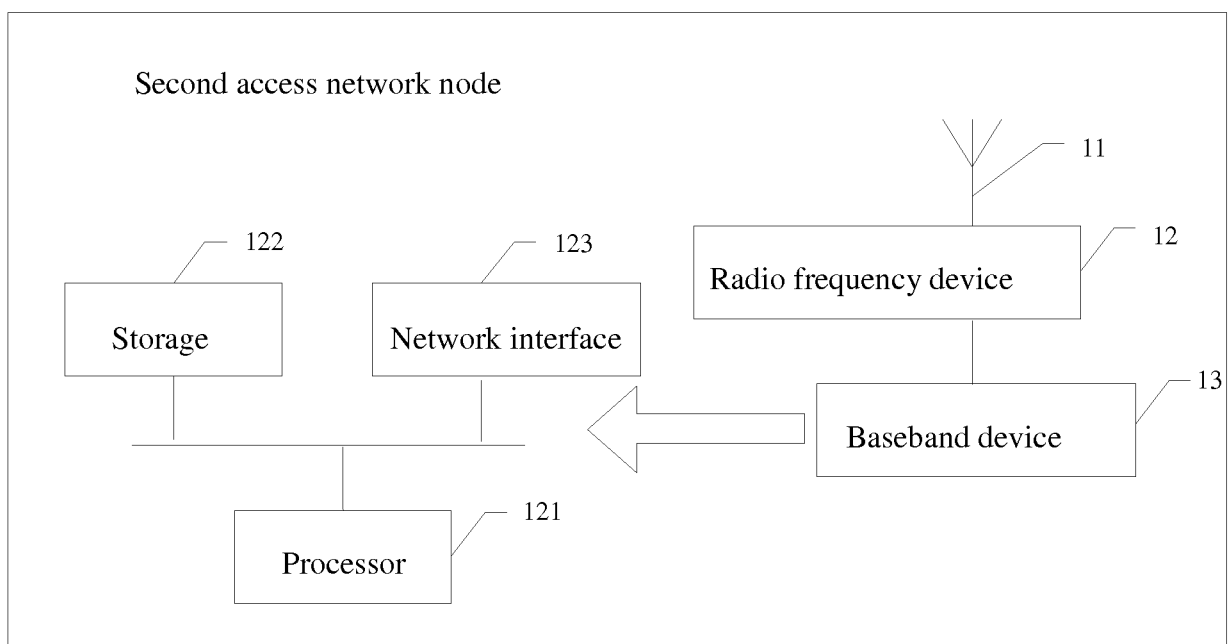 Second access network node
11
12
Radio frequency device
122
123
Storage
Network interface
13
Baseband device
121
Processor